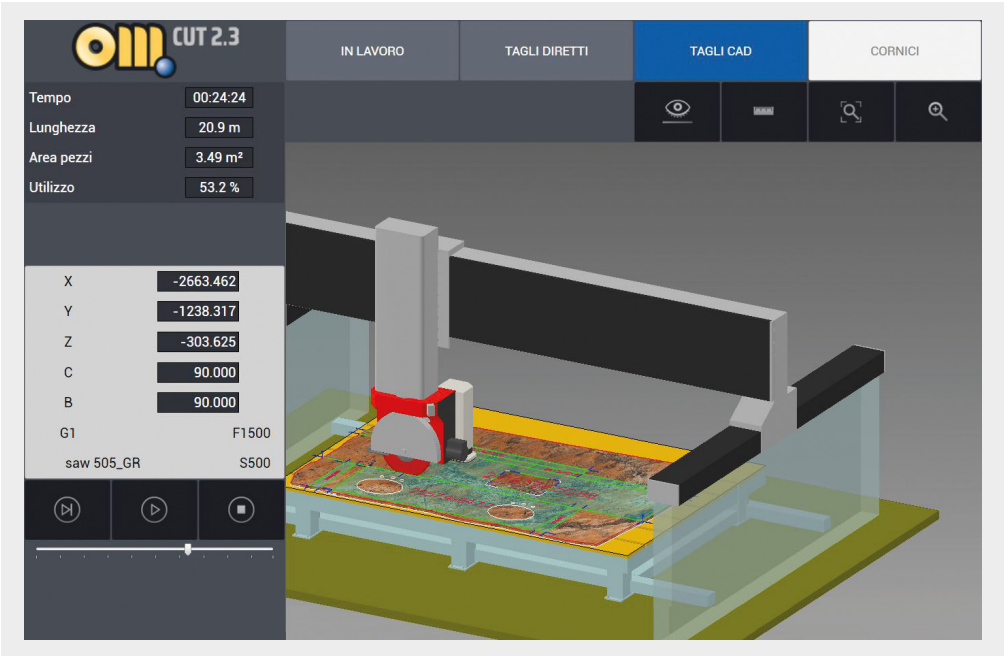 om CUT 2.3
IN LAVORO
TAGLI DIRETTI
TAGLI CAD
CORNICI
Tempo 00:24:24
Lunghezza 20.9 m
Area pezzi 3.49 m²
Utilizzo 53.2 %
X -2663.462
Y -1238.317
Z -303.625
C 90.000
B 90.000
G1 F1500
saw 505_GR S500